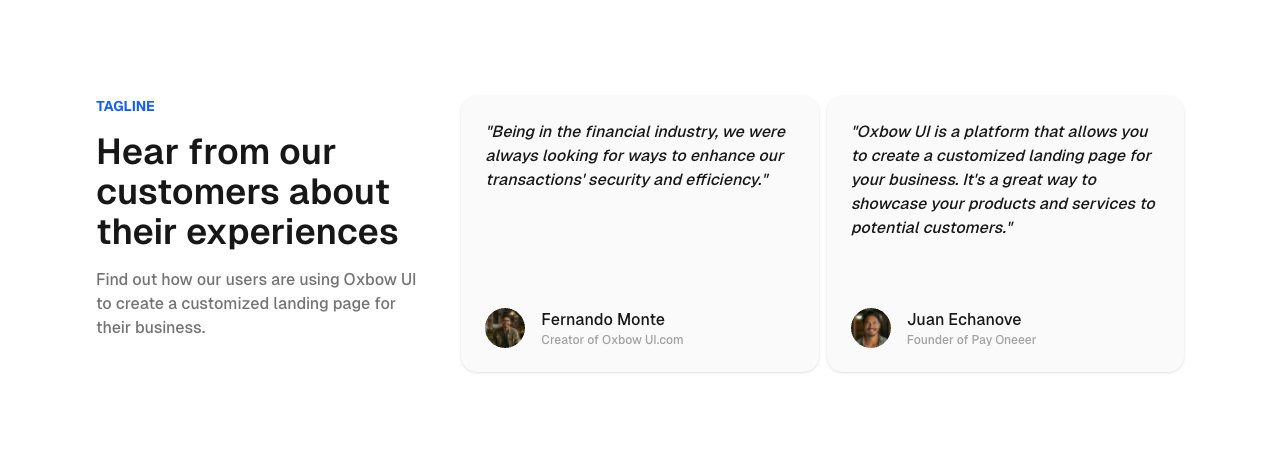 TAGLINE
Hear from our
customers about
their experiences
Find out how our users are using Oxbow UI
to create a customized landing page for
their business.
"Being in the financial industry, we were
always looking for ways to enhance our
transactions' security and efficiency."
Fernando Monte
Creator of Oxbow UI.com
"Oxbow UI is a platform that allows you
to create a customized landing page for
your business. It's a great way to
showcase your products and services to
potential customers."
Juan Echanove
Founder of Pay Oneeer